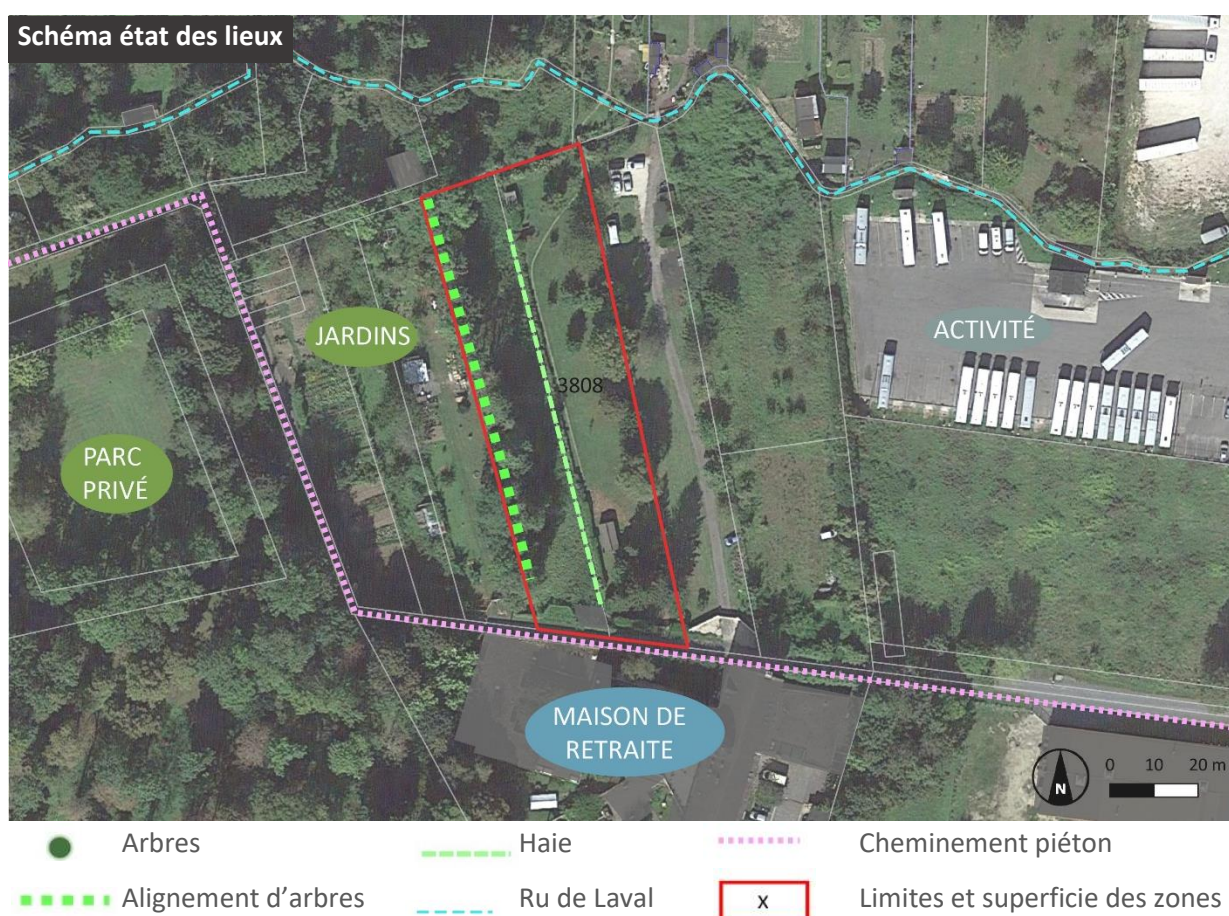 Schéma état des lieux
JARDINS
ACTIVITÉ
3808
PARC
PRIVÉ
MAISON DE
RETRAITE
N
0 10 20 m
Arbres
Haie
Cheminement piéton
Alignement d’arbres
Ru de Laval
x
Limites et superficie des zones